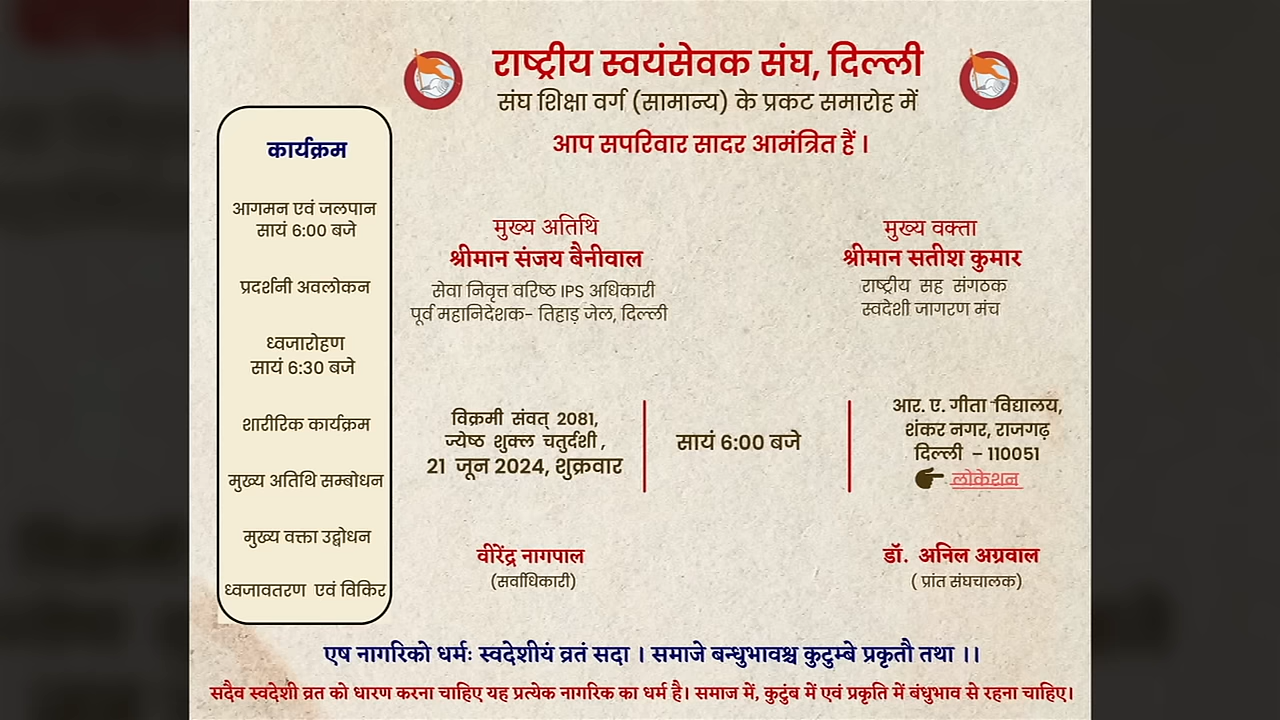 राष्ट्रीय स्वयंसेवक संघ, दिल्ली
संघ शिक्षा वर्ग (सामान्य) के प्रकट समारोह में
आप सपरिवार सादर आमंत्रित हैं ।
कार्यक्रम
आगमन एवं जलपान
सायं 6:00 बजे
प्रदर्शनी अवलोकन
ध्वजारोहण
सायं 6:30 बजे
शारीरिक कार्यक्रम
मुख्य अतिथि सम्बोधन
मुख्य वक्ता उद्बोधन
ध्वजावतरण एवं विकिर
मुख्य अतिथि
श्रीमान संजय बैनीवाल
सेवा निवृत्त वरिष्ठ IPS अधिकारी
पूर्व महानिदेशक- तिहाड़ जेल, दिल्ली
मुख्य वक्ता
श्रीमान सतीश कुमार
राष्ट्रीय सह संगठक
स्वदेशी जागरण मंच
विक्रमी संवत् 2081,
ज्येष्ठ शुक्ल चतुर्दशी ,
21 जून 2024, शुक्रवार
सायं 6:00 बजे
आर. ए. गीता विद्यालय,
शंकर नगर, राजगढ़
दिल्ली – 110051
लोकेशन
वीरेंद्र नागपाल
(सर्वाधिकारी)
डॉ. अनिल अग्रवाल
( प्रांत संघचालक)
एष नागरिको धर्मः स्वदेशीयं व्रतं सदा । समाजे बन्धुभावश्च कुटुम्बे प्रकृतौ तथा ।।
सदैव स्वदेशी व्रत को धारण करना चाहिए यह प्रत्येक नागरिक का धर्म है। समाज में, कुटुंब में एवं प्रकृति में बंधुभाव से रहना चाहिए।